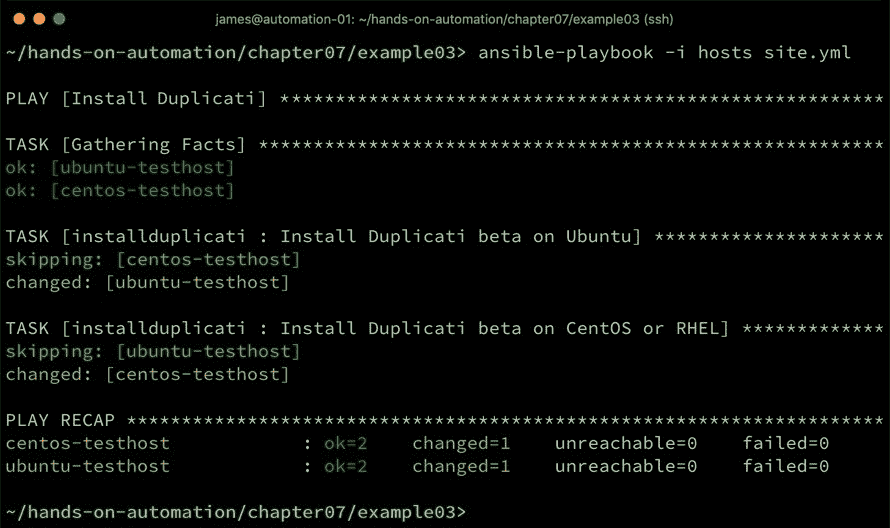 james@automation-01: ~/hands-on-automation/chapter07/example03 (ssh)
~/hands-on-automation/chapter07/example03> ansible-playbook -i hosts site.yml
PLAY [Install Duplicati] *******************************************************
TASK [Gathering Facts] *********************************************************
ok: [ubuntu-testhost]
ok: [centos-testhost]
TASK [installduplicati : Install Duplicati beta on Ubuntu] *********************
skipping: [centos-testhost]
changed: [ubuntu-testhost]
TASK [installduplicati : Install Duplicati beta on CentOS or RHEL] *************
skipping: [ubuntu-testhost]
changed: [centos-testhost]
PLAY RECAP *********************************************************************
centos-testhost            : ok=2    changed=1    unreachable=0    failed=0
ubuntu-testhost            : ok=2    changed=1    unreachable=0    failed=0
~/hands-on-automation/chapter07/example03>